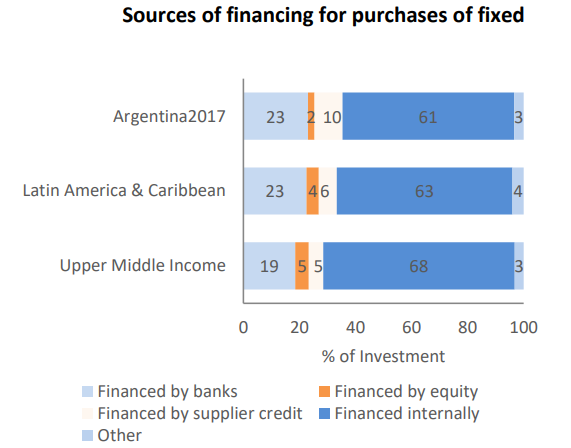 Sources of financing for purchases of fixed
Argentina2017 23 2 10 61 3
Latin America & Caribbean 23 4 6 63 4
Upper Middle Income 19 5 5 68 3
0 20 40 60 80 100
% of Investment
Financed by banks Financed by equity
Financed by supplier credit Financed internally
Other